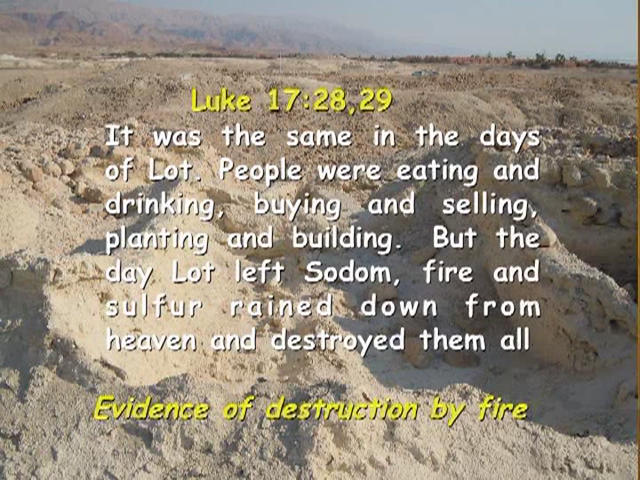 Luke 17:28,29
It was the same in the days
of Lot. People were eating and
drinking, buying and selling,
planting and building. But the
day Lot left Sodom, fire and
sulfur rained down from
heaven and destroyed them all
Evidence of destruction by fire